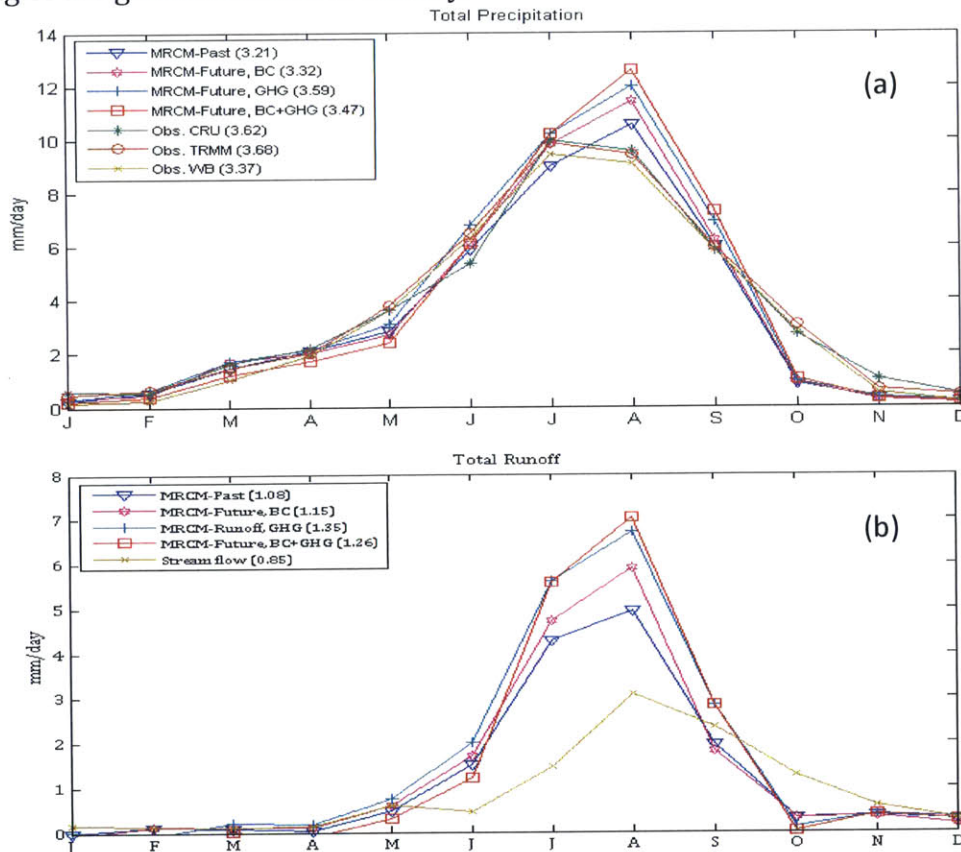 Total Precipitation
14
12
10
8
6
4
2
0
mm/day
MRCM-Past (3.21)
MRCM-Future, BC (3.32)
MRCM-Future, GHG (3.59)
MRCM-Future, BC+GHG (3.47)
Obs. CRU (3.62)
Obs. TRMM (3.68)
Obs. WB (3.37)
(a)
J F M A M J J A S O N D
Total Runoff
8
7
6
5
4
3
2
1
0
mm/day
MRCM-Past (1.08)
MRCM-Future, BC (1.15)
MRCM-Runoff, GHG (1.35)
MRCM-Future, BC+GHG (1.26)
Stream flow (0.85)
(b)
J F M A M J J A S O N D